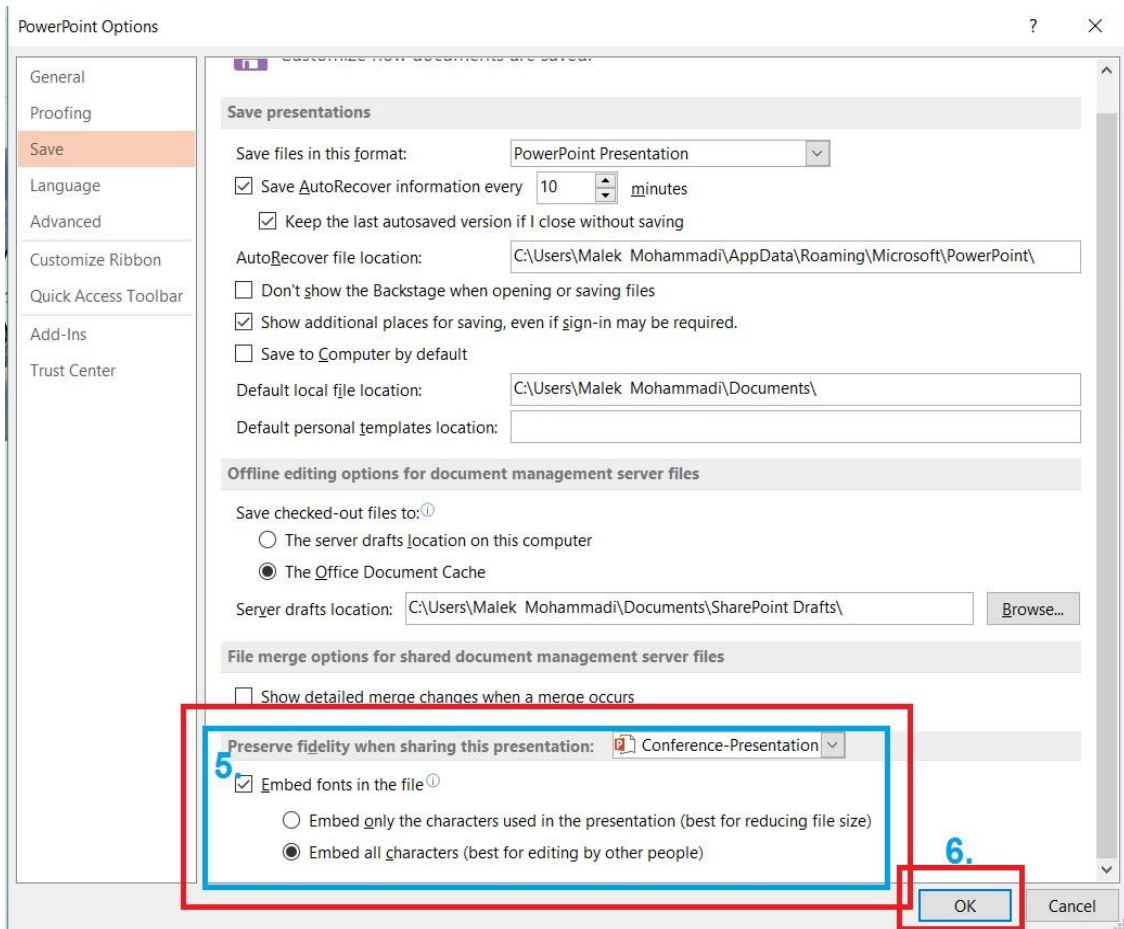 PowerPoint Options ? ×
General
Proofing
Save
Language
Advanced
Customize Ribbon
Quick Access Toolbar
Add-Ins
Trust Center
Customize how documents are saved.
Save presentations
Save files in this format: PowerPoint Presentation
Save AutoRecover information every 10 minutes
Keep the last autosaved version if I close without saving
AutoRecover file location: C:\Users\Malek Mohammadi\AppData\Roaming\Microsoft\PowerPoint\
Don't show the Backstage when opening or saving files
Show additional places for saving, even if sign-in may be required.
Save to Computer by default
Default local file location: C:\Users\Malek Mohammadi\Documents\
Default personal templates location:
Offline editing options for document management server files
Save checked-out files to:
The server drafts location on this computer
The Office Document Cache
Server drafts location: C:\Users\Malek Mohammadi\Documents\SharePoint Drafts\ Browse...
File merge options for shared document management server files
Show detailed merge changes when a merge occurs
Preserve fidelity when sharing this presentation: Conference-Presentation
5.
Embed fonts in the file
Embed only the characters used in the presentation (best for reducing file size)
Embed all characters (best for editing by other people)
6.
OK Cancel